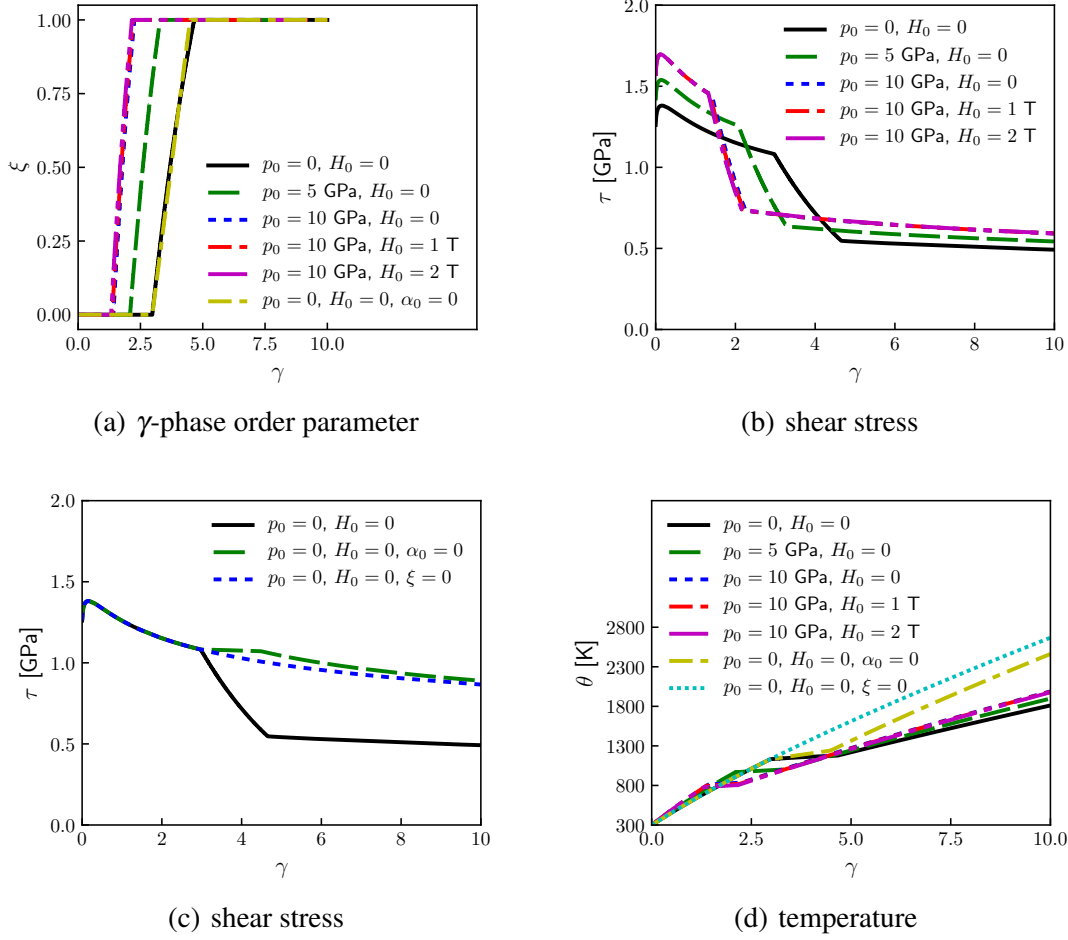 1.00
0.75
0.50
0.25
0.00
ξ
0.0 2.5 5.0 7.5 10.0
γ
p₀ = 0, H₀ = 0
p₀ = 5 GPa, H₀ = 0
p₀ = 10 GPa, H₀ = 0
p₀ = 10 GPa, H₀ = 1 T
p₀ = 10 GPa, H₀ = 2 T
p₀ = 0, H₀ = 0, α₀ = 0
(a) γ-phase order parameter
2.0
1.5
1.0
0.5
0.0
τ [GPa]
0 2 4 6 8 10
γ
p₀ = 0, H₀ = 0
p₀ = 5 GPa, H₀ = 0
p₀ = 10 GPa, H₀ = 0
p₀ = 10 GPa, H₀ = 1 T
p₀ = 10 GPa, H₀ = 2 T
(b) shear stress
2.0
1.5
1.0
0.5
0.0
τ [GPa]
0 2 4 6 8 10
γ
p₀ = 0, H₀ = 0
p₀ = 0, H₀ = 0, α₀ = 0
p₀ = 0, H₀ = 0, ξ = 0
(c) shear stress
2800
2300
1800
1300
800
300
θ [K]
0.0 2.5 5.0 7.5 10.0
γ
p₀ = 0, H₀ = 0
p₀ = 5 GPa, H₀ = 0
p₀ = 10 GPa, H₀ = 0
p₀ = 10 GPa, H₀ = 1 T
p₀ = 10 GPa, H₀ = 2 T
p₀ = 0, H₀ = 0, α₀ = 0
p₀ = 0, H₀ = 0, ξ = 0
(d) temperature